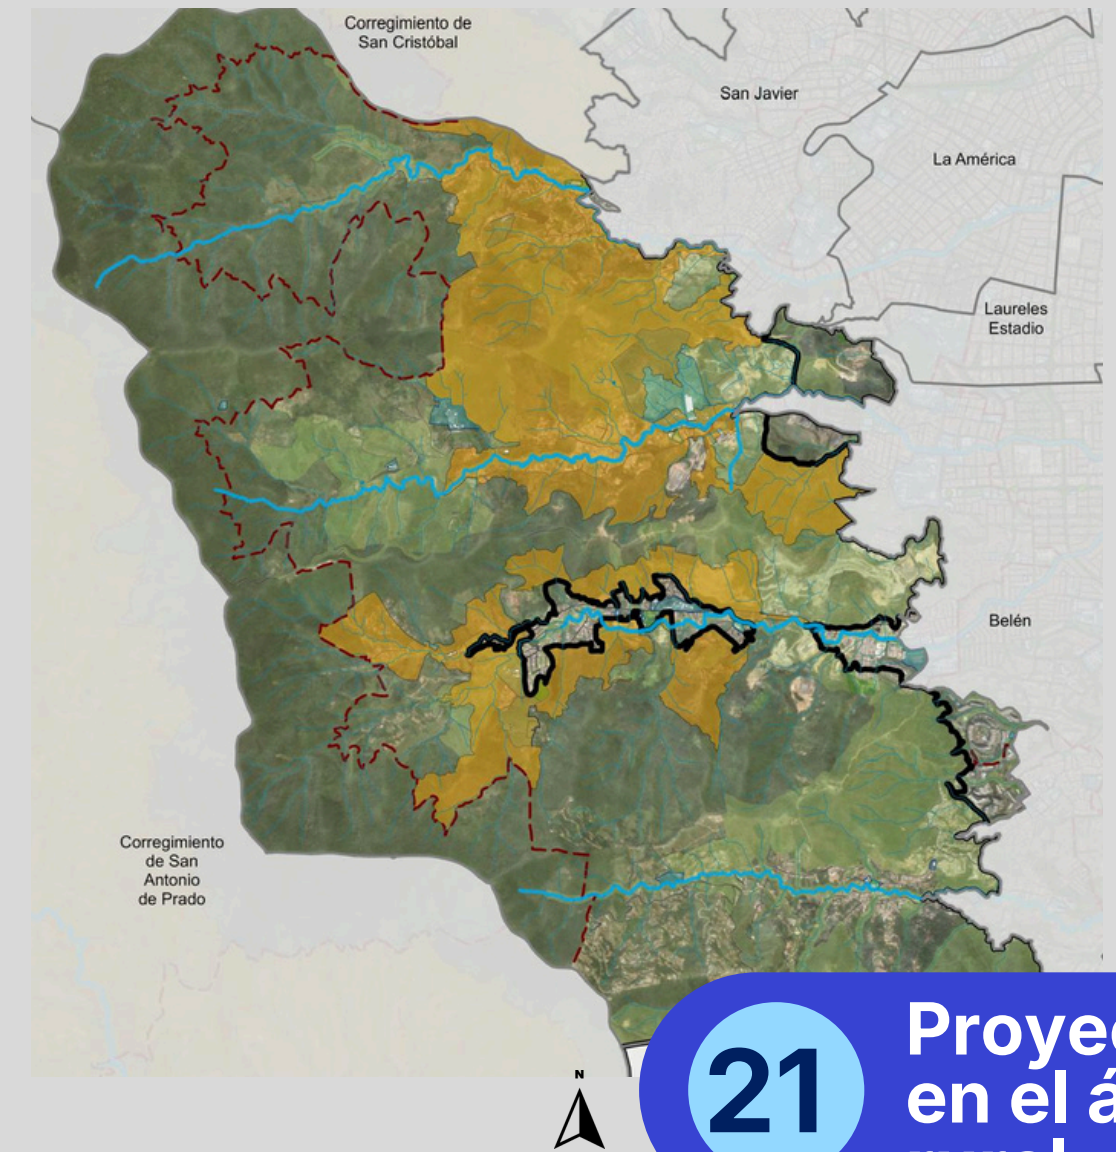 Corregimiento de
San Cristóbal
San Javier
La América
Laureles
Estadio
Belén
Corregimiento
de San
Antonio
de Prado
N
21
en el